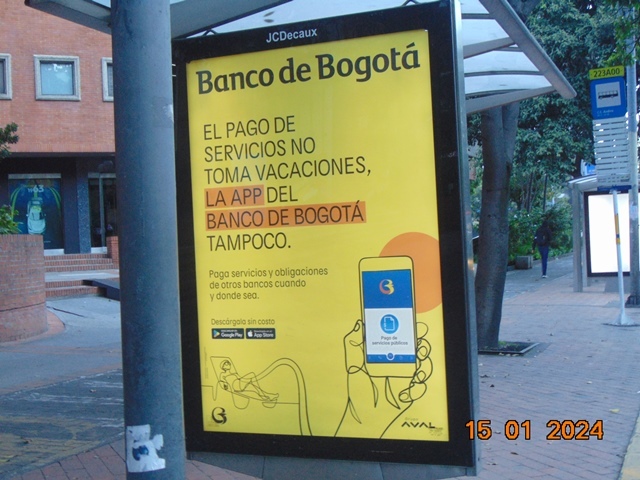 JCDecaux
Banco de Bogotá
EL PAGO DE
SERVICIOS NO
TOMA VACACIONES,
LA APP DEL
BANCO DE BOGOTÁ
TAMPOCO.
Paga servicios y obligaciones
de otros bancos cuando
y donde sea.
Descárgala sin costo
Google Play
App Store
Pago de
servicios públicos
AVAL
223A00
15 01 2024